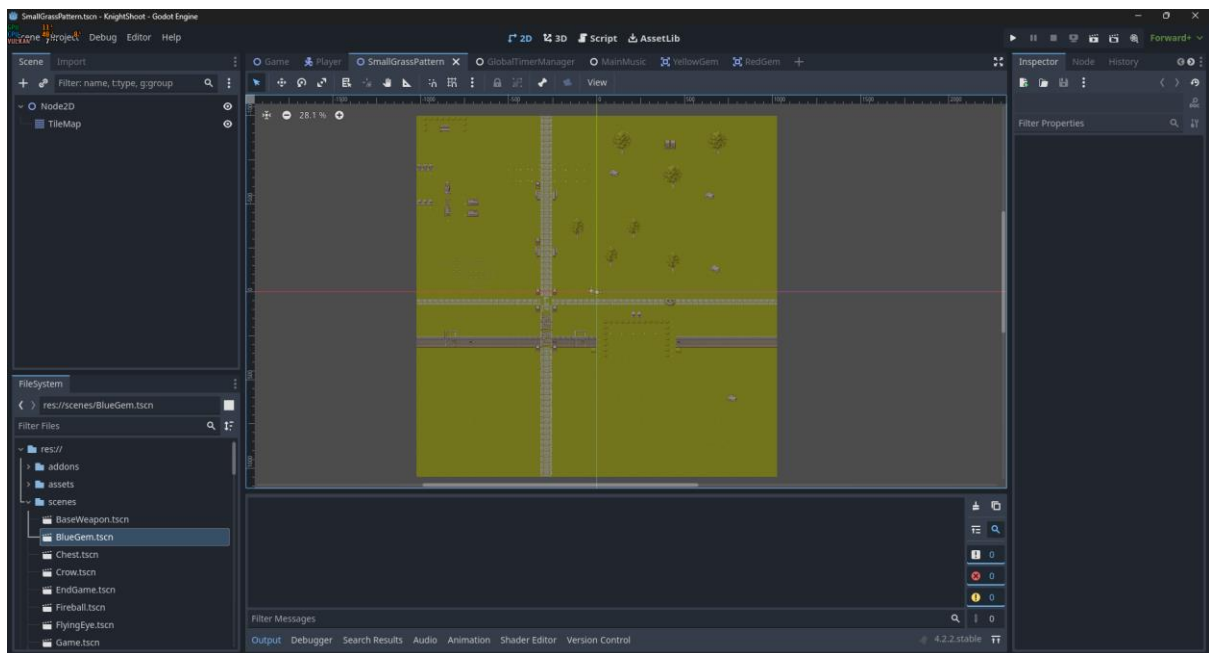 SmallGrassPattern.tscn - KnightShoot - Godot Engine
Scene Project Debug Editor Help
2D 3D Script AssetLib
Forward+
Scene Import
Game Player SmallGrassPattern GlobalTimerManager MainMusic YellowGem RedGem
Inspector Node History
Filter: name, t:type, g:group
View
Node2D
TileMap
28.1 %
Filter Properties
FileSystem
res://scenes/BlueGem.tscn
Filter Files
res://
addons
assets
scenes
BaseWeapon.tscn
BlueGem.tscn
Chest.tscn
Crow.tscn
EndGame.tscn
Fireball.tscn
FlyingEye.tscn
Game.tscn
0
0
0
0
Filter Messages
Output Debugger Search Results Audio Animation Shader Editor Version Control
4.2.2.stable